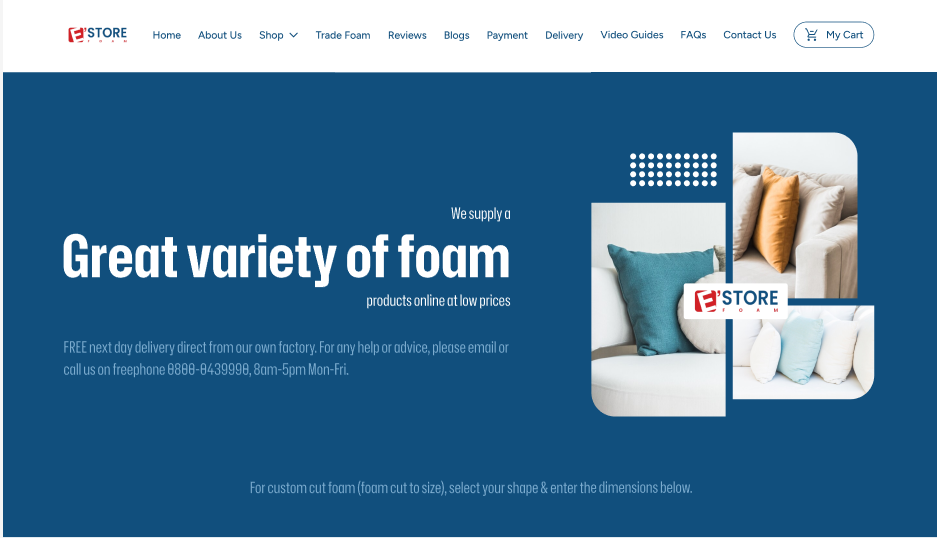 E'STORE
FOAM
Home About Us Shop Trade Foam Reviews Blogs Payment Delivery Video Guides FAQs Contact Us My Cart
We supply a
Great variety of foam
products online at low prices
E'STORE
FOAM
FREE next day delivery direct from our own factory. For any help or advice, please email or
call us on freephone 0800-0439990, 8am-5pm Mon-Fri.
For custom cut foam (foam cut to size), select your shape & enter the dimensions below.